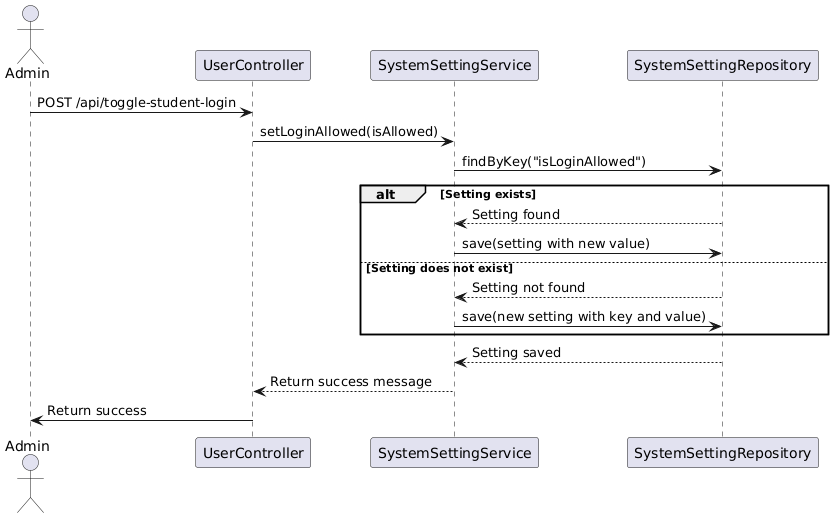 Admin
UserController
SystemSettingService
SystemSettingRepository
POST /api/toggle-student-login
setLoginAllowed(isAllowed)
findByKey("isLoginAllowed")
alt
[Setting exists]
Setting found
save(setting with new value)
[Setting does not exist]
Setting not found
save(new setting with key and value)
Setting saved
Return success message
Return success
Admin
UserController
SystemSettingService
SystemSettingRepository